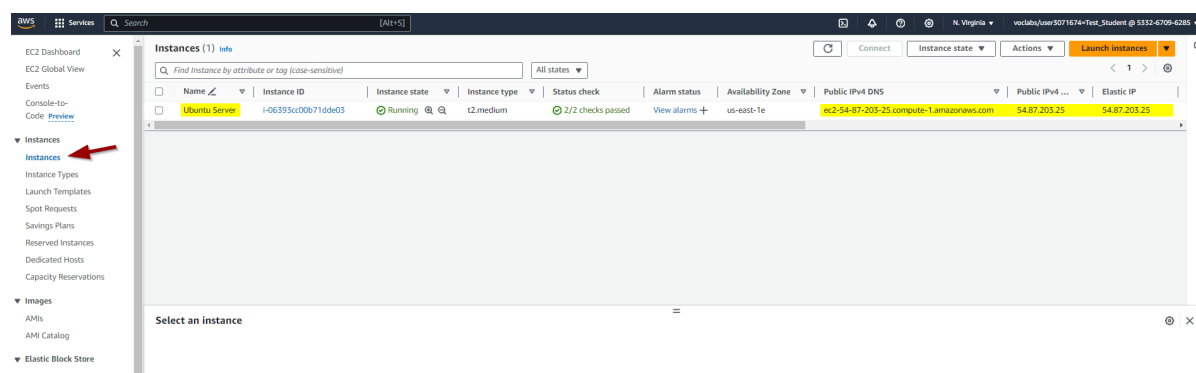 aws Services Search [Alt+S] N. Virginia voclabs/user3071674=Test_Student @ 5332-6709-6285
EC2 Dashboard
EC2 Global View
Events
Console-to-
Code Preview
Instances
Instances
Instance Types
Launch Templates
Spot Requests
Savings Plans
Reserved Instances
Dedicated Hosts
Capacity Reservations
Images
AMIs
AMI Catalog
Elastic Block Store
Instances (1) Info Connect Instance state Actions Launch instances
Find Instance by attribute or tag (case-sensitive) All states 1
Name Instance ID Instance state Instance type Status check Alarm status Availability Zone Public IPv4 DNS Public IPv4 ... Elastic IP
Ubuntu Server i-06393cc00b71dde03 Running t2.medium 2/2 checks passed View alarms + us-east-1e ec2-54-87-203-25.compute-1.amazonaws.com 54.87.203.25 54.87.203.25
Select an instance